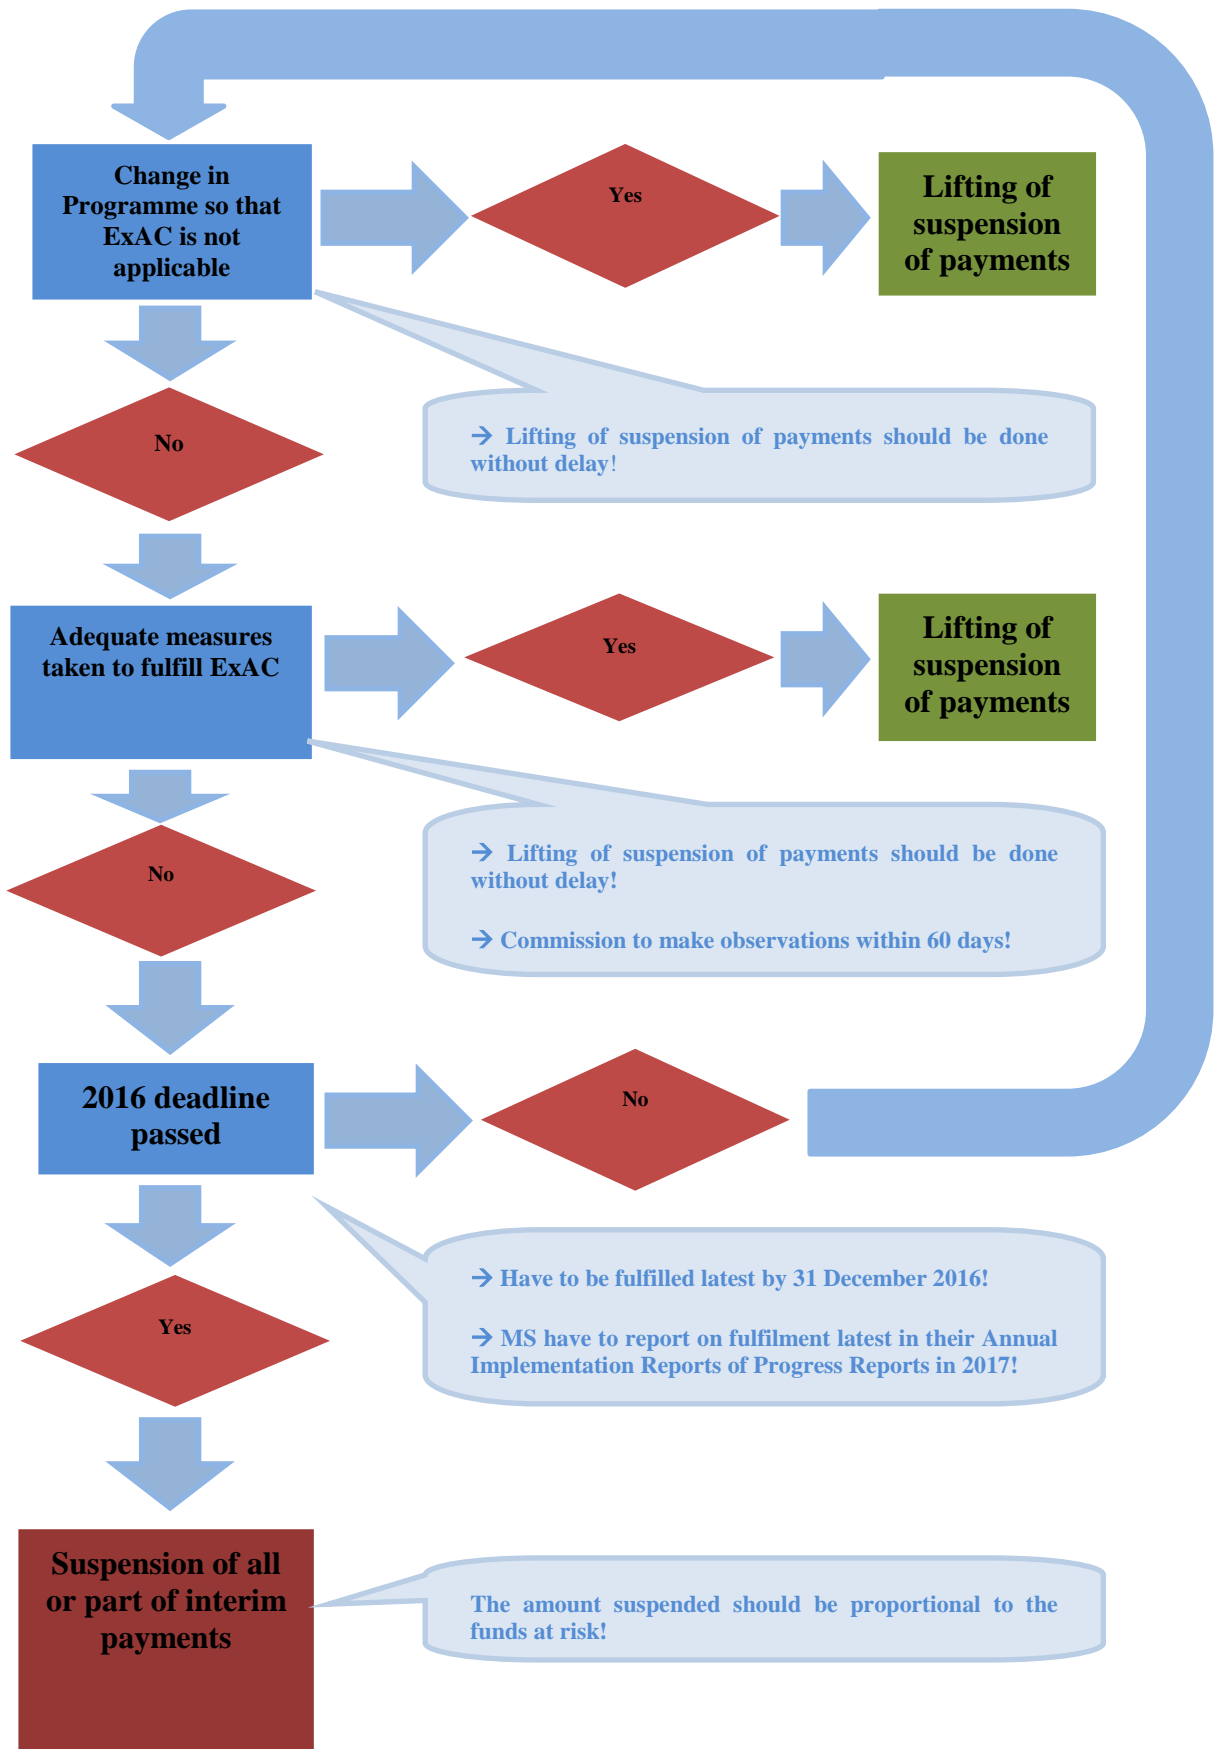 Change in
Programme so that
ExAC is not
applicable
Yes
Lifting of
suspension
of payments
→ Lifting of suspension of payments should be done
without delay!
No
Adequate measures
taken to fulfill ExAC
Yes
Lifting of
suspension
of payments
→ Lifting of suspension of payments should be done
without delay!
→ Commission to make observations within 60 days!
No
2016 deadline
passed
No
→ Have to be fulfilled latest by 31 December 2016!
→ MS have to report on fulfilment latest in their Annual
Implementation Reports of Progress Reports in 2017!
Yes
Suspension of all
or part of interim
payments
The amount suspended should be proportional to the
funds at risk!